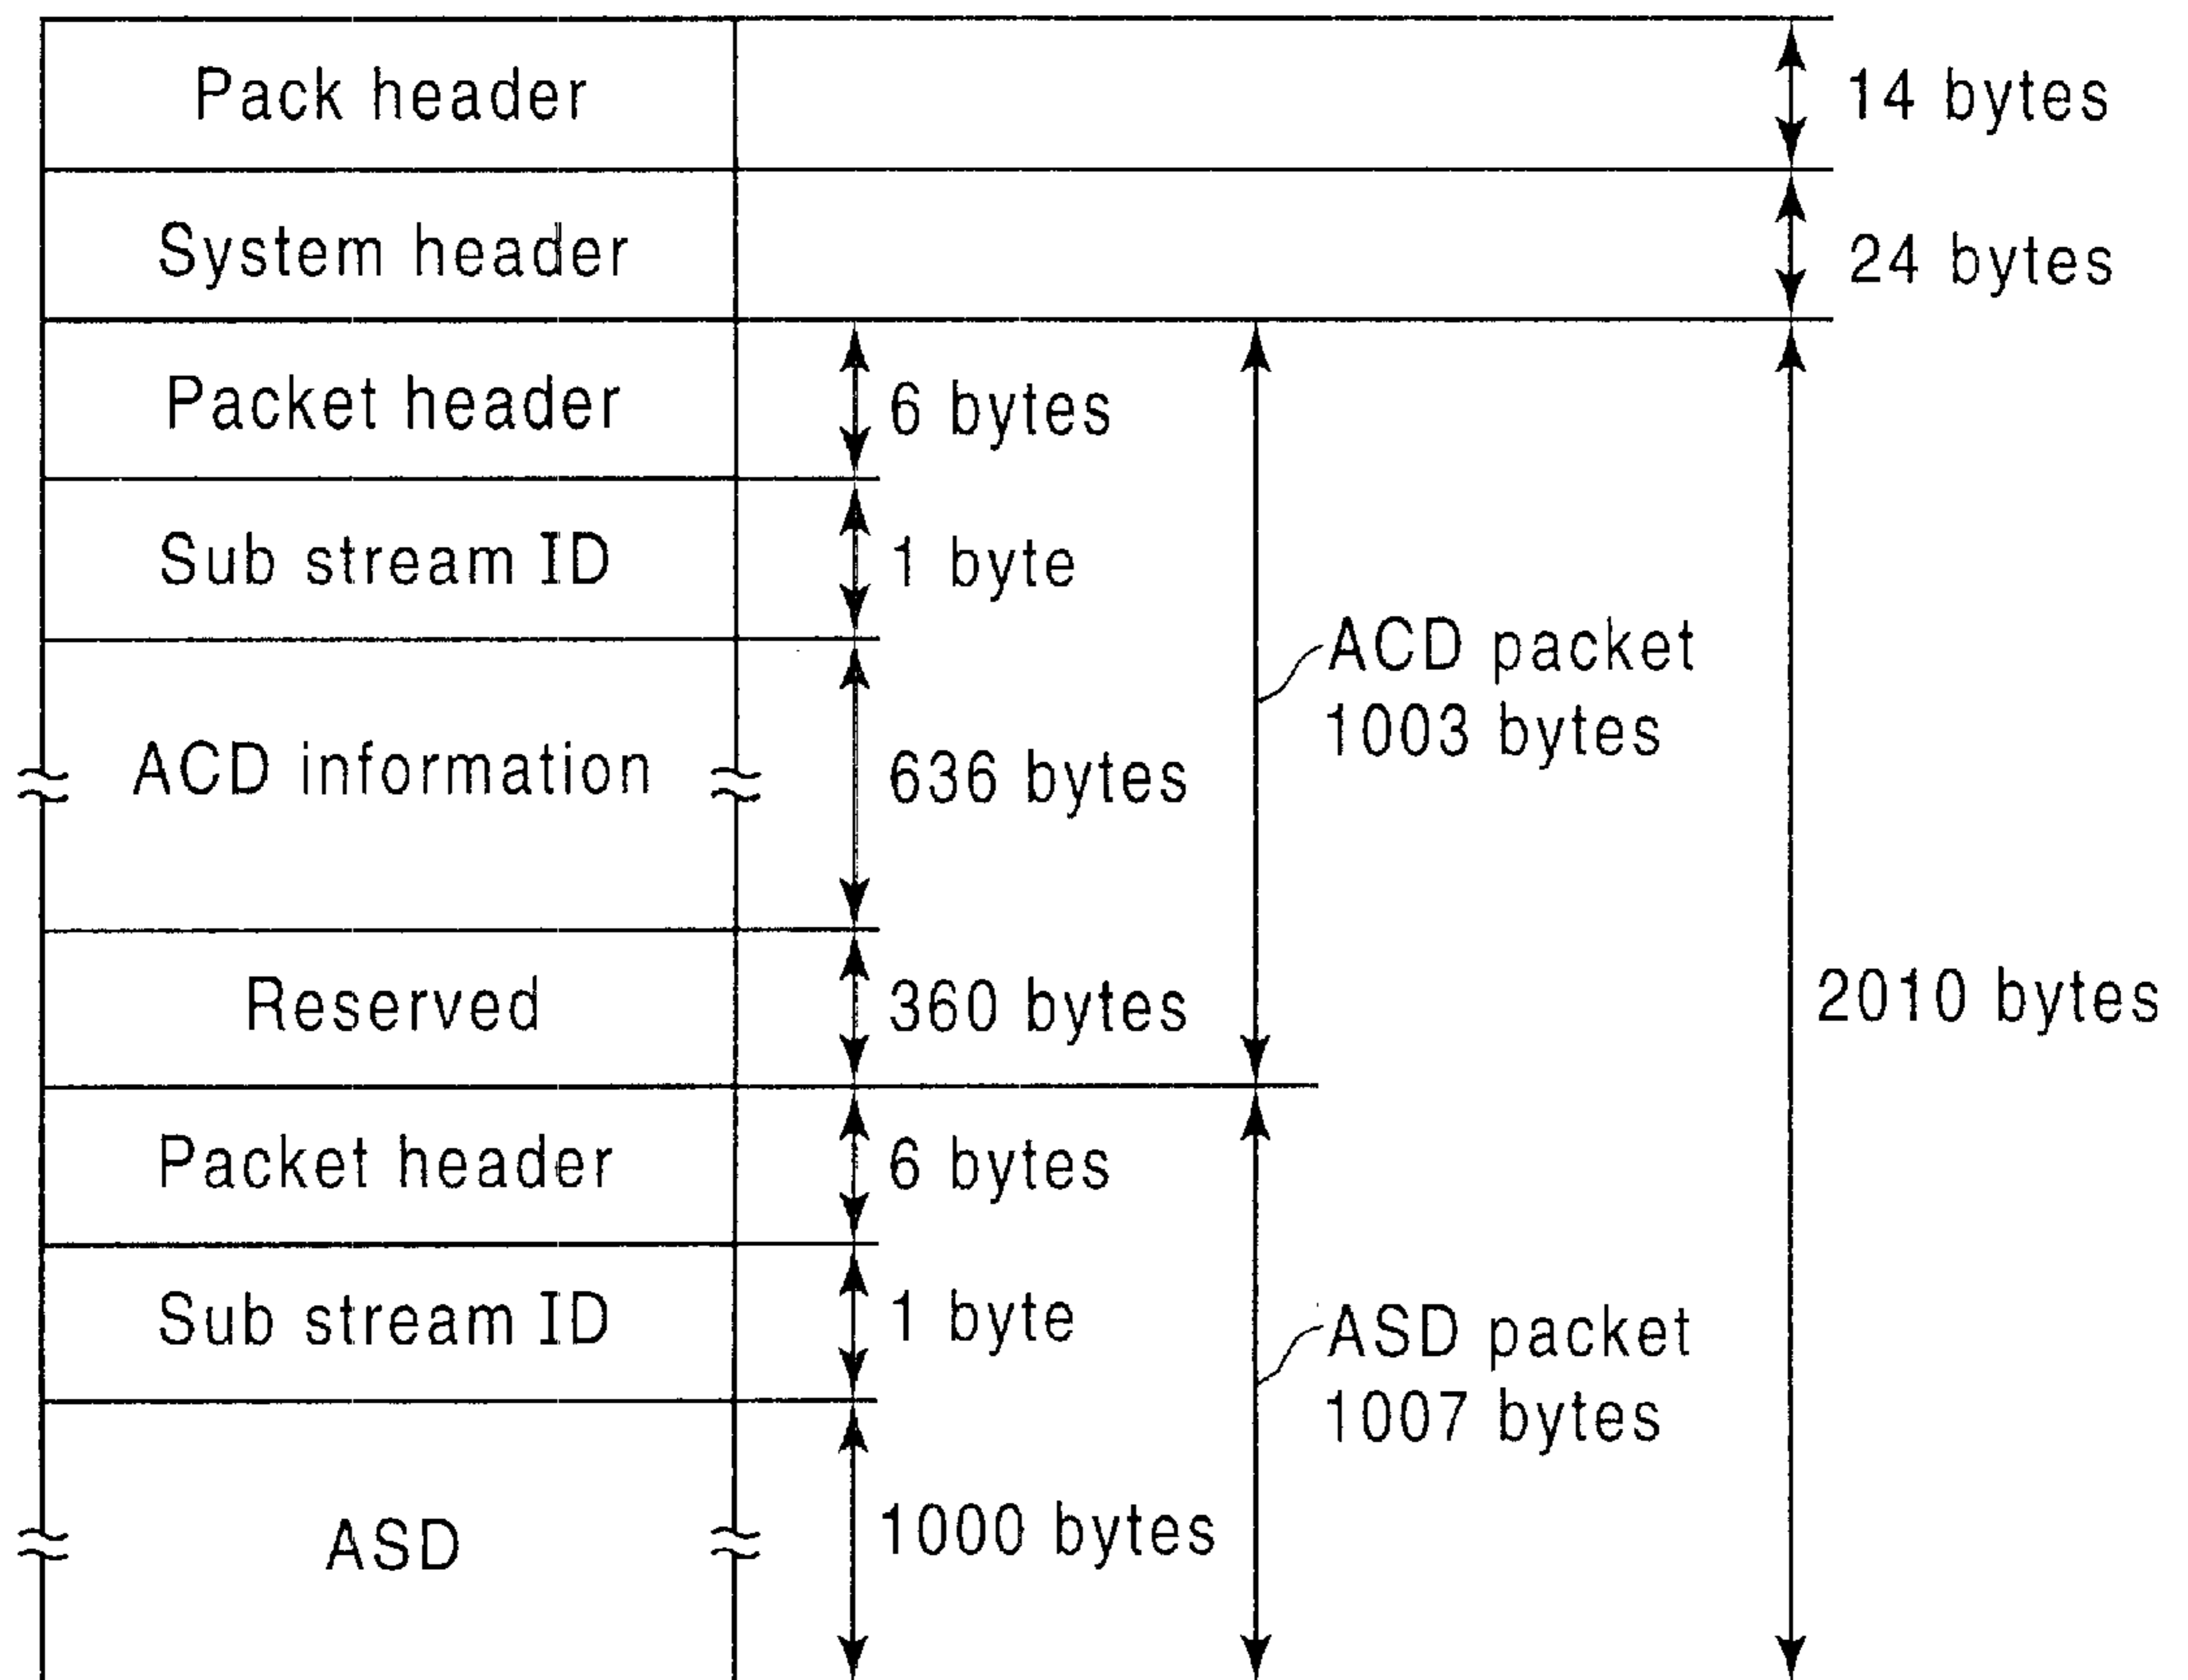 Pack header
14 bytes
System header
24 bytes
Packet header
6 bytes
Sub stream ID
1 byte
ACD packet
1003 bytes
ACD information
636 bytes
Reserved
360 bytes
2010 bytes
Packet header
6 bytes
Sub stream ID
1 byte
ASD packet
1007 bytes
ASD
1000 bytes